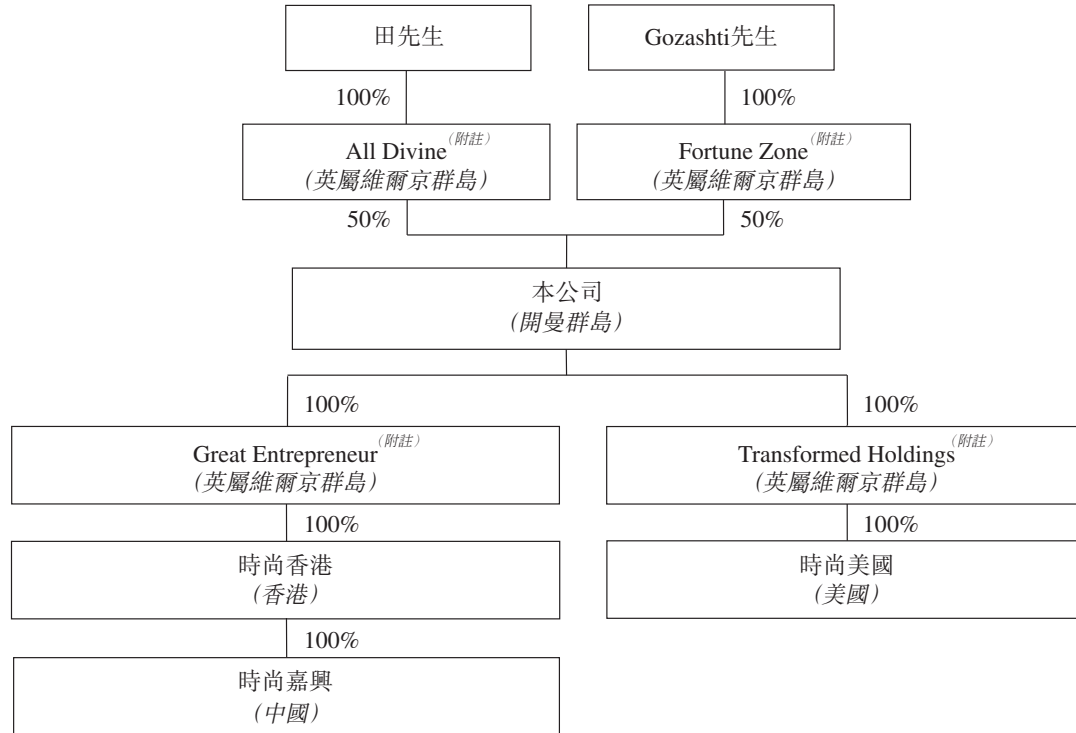 田先生
Gozashti先生
100%
100%
All Divine(附註)
(英屬維爾京群島)
Fortune Zone(附註)
(英屬維爾京群島)
50%
50%
本公司
(開曼群島)
100%
100%
Great Entrepreneur(附註)
(英屬維爾京群島)
Transformed Holdings(附註)
(英屬維爾京群島)
100%
100%
時尚香港
(香港)
時尚美國
(美國)
100%
時尚嘉興
(中國)